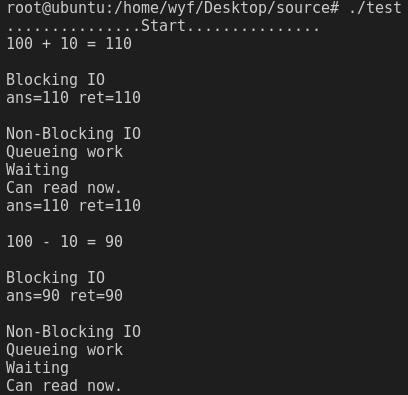 root@ubuntu:/home/wyf/Desktop/source# ./test
...............Start...............
100 + 10 = 110
Blocking IO
ans=110 ret=110
Non-Blocking IO
Queueing work
Waiting
Can read now.
ans=110 ret=110
100 - 10 = 90
Blocking IO
ans=90 ret=90
Non-Blocking IO
Queueing work
Waiting
Can read now.